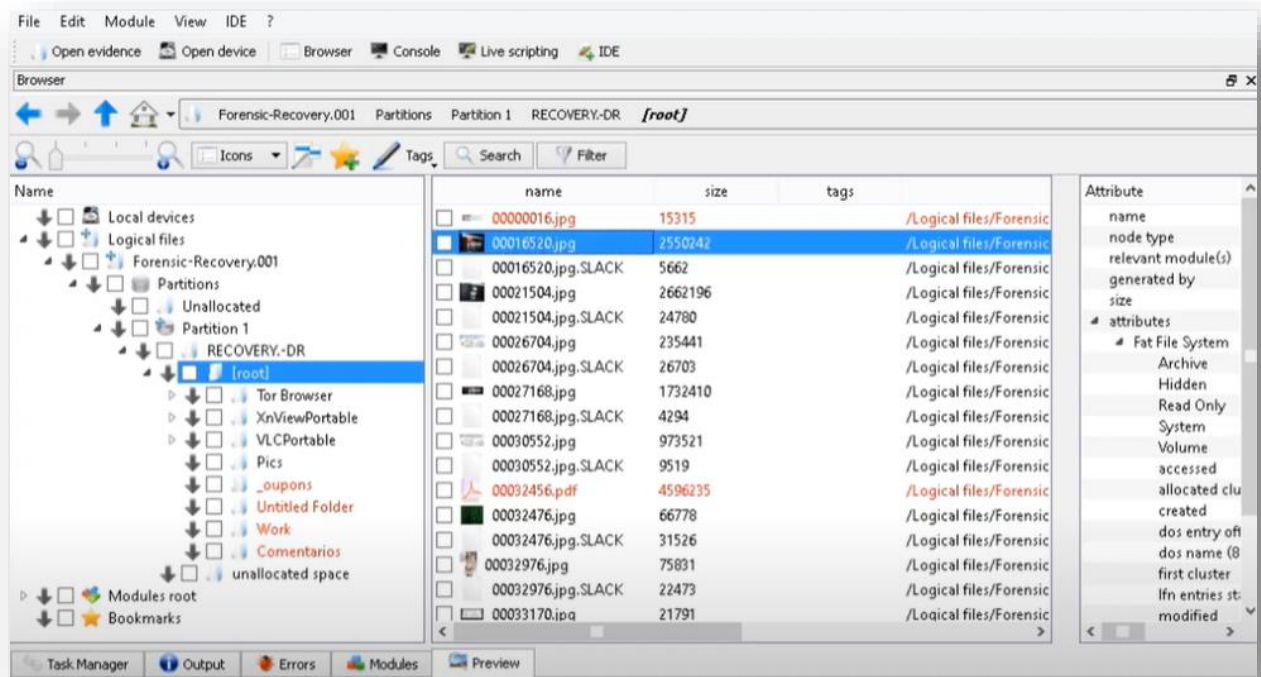 File Edit Module View IDE ?
Open evidence Open device Browser Console Live scripting IDE
Browser
Forensic-Recovery.001 Partitions Partition 1 RECOVERY.-DR [root]
Icons Tags Search Filter
Name
Local devices
Logical files
Forensic-Recovery.001
Partitions
Unallocated
Partition 1
RECOVERY.-DR
[root]
Tor Browser
XnViewPortable
VLCPortable
Pics
_oupons
Untitled Folder
Work
Comentarios
unallocated space
Modules root
Bookmarks
name size tags
00000016.jpg 15315 /Logical files/Forensic
00016520.jpg 2550242 /Logical files/Forensic
00016520.jpg.SLACK 5662 /Logical files/Forensic
00021504.jpg 2662196 /Logical files/Forensic
00021504.jpg.SLACK 24780 /Logical files/Forensic
00026704.jpg 235441 /Logical files/Forensic
00026704.jpg.SLACK 26703 /Logical files/Forensic
00027168.jpg 1732410 /Logical files/Forensic
00027168.jpg.SLACK 4294 /Logical files/Forensic
00030552.jpg 973521 /Logical files/Forensic
00030552.jpg.SLACK 9519 /Logical files/Forensic
00032456.pdf 4596235 /Logical files/Forensic
00032476.jpg 66778 /Logical files/Forensic
00032476.jpg.SLACK 31526 /Logical files/Forensic
00032976.jpg 75831 /Logical files/Forensic
00032976.jpg.SLACK 22473 /Logical files/Forensic
00033170.jpg 21791 /Logical files/Forensic
Attribute
name
node type
relevant module(s)
generated by
size
attributes
Fat File System
Archive
Hidden
Read Only
System
Volume
accessed
allocated clu
created
dos entry off
dos name (8
first cluster
lfn entries sta
modified
Task Manager Output Errors Modules Preview